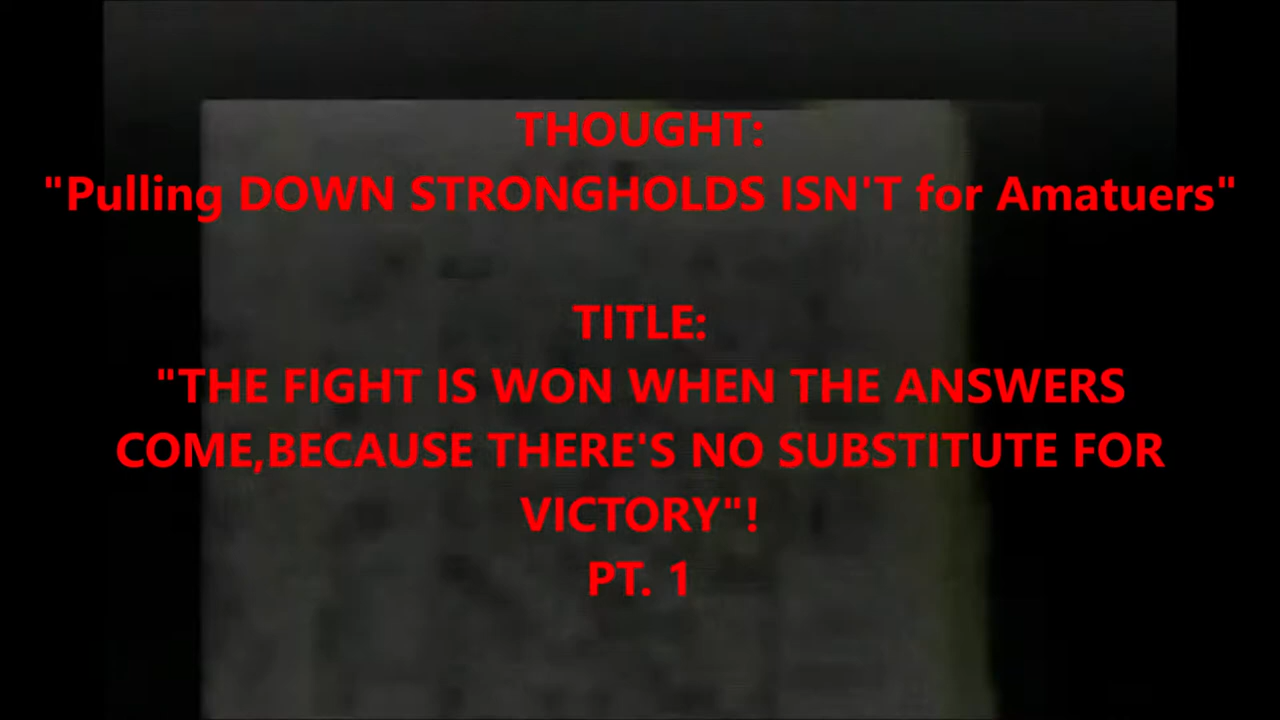 THOUGHT:
"Pulling DOWN STRONGHOLDS ISN'T for Amatuers"
TITLE:
"THE FIGHT IS WON WHEN THE ANSWERS
COME,BECAUSE THERE'S NO SUBSTITUTE FOR
VICTORY"!
PT. 1